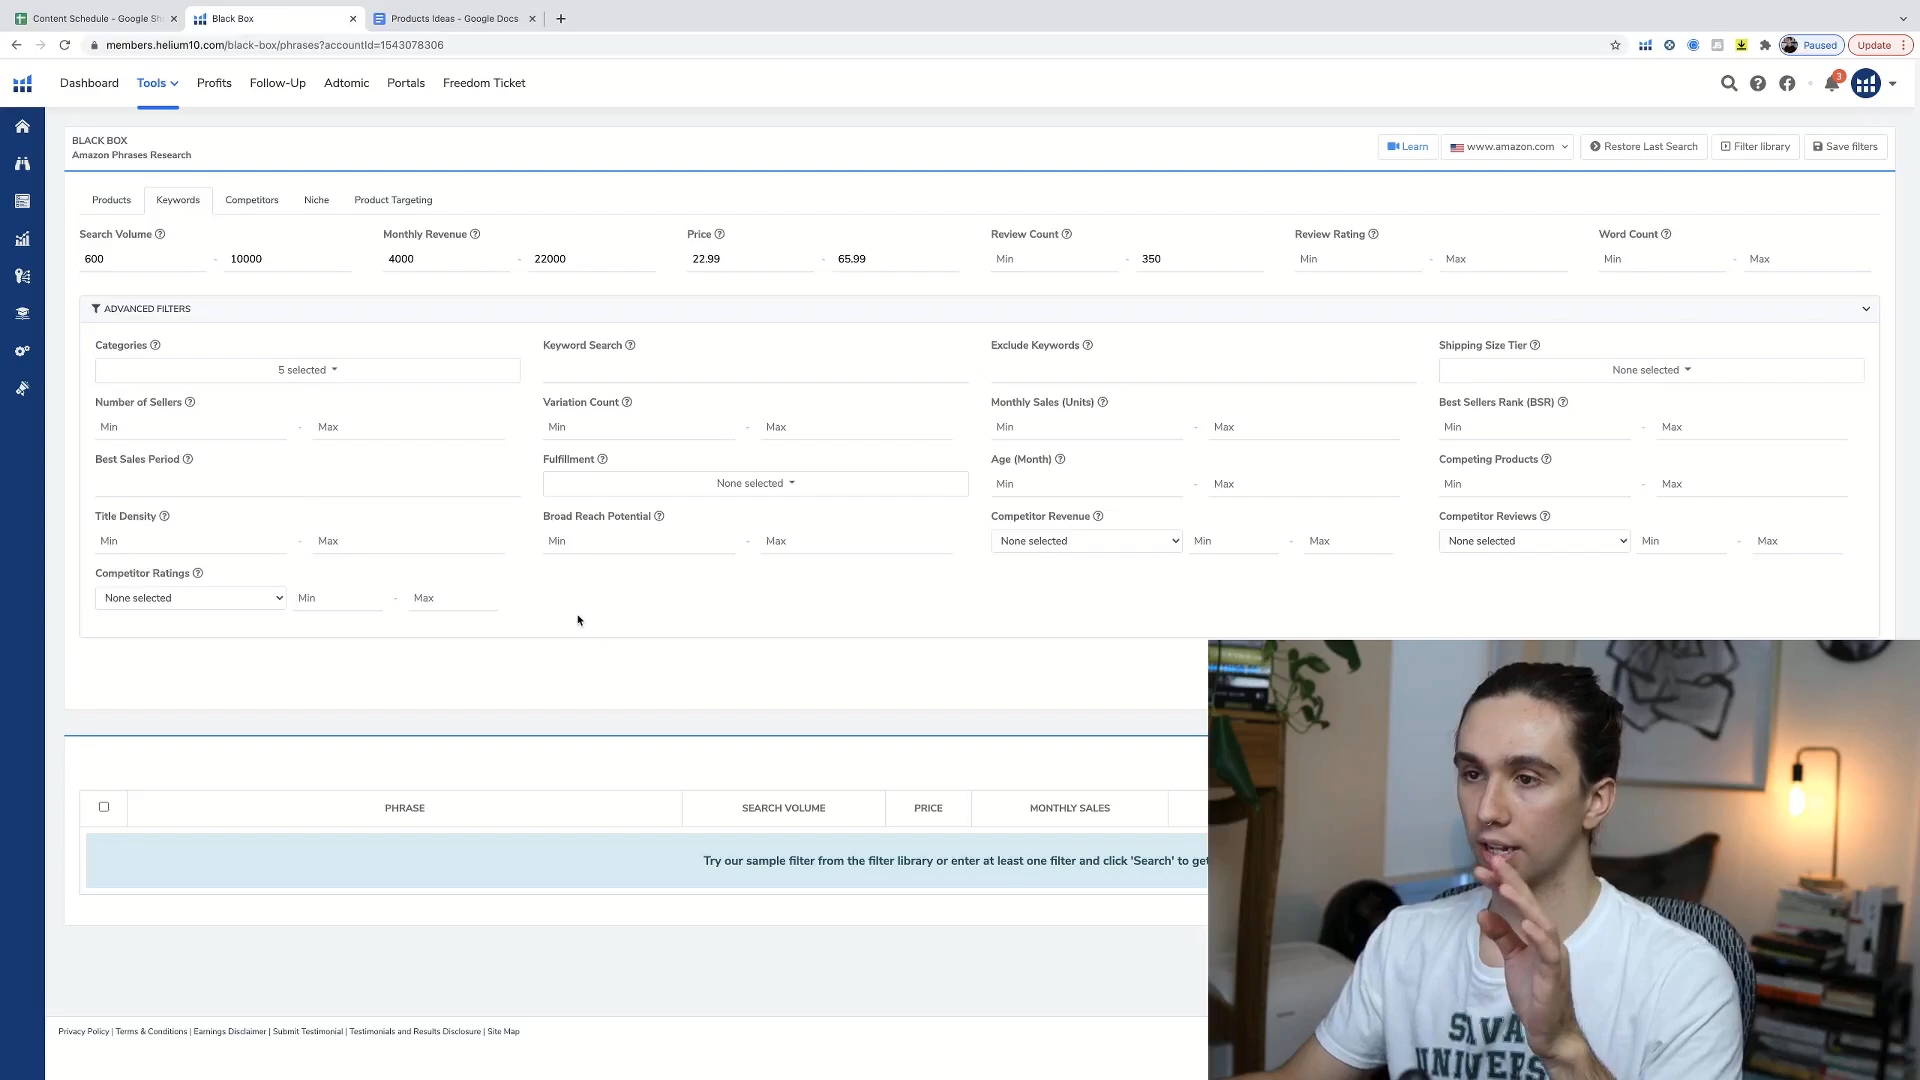 Content Schedule - Google Sh
Black Box
Products Ideas - Google Docs
members.helium10.com/black-box/phrases?accountId=1543078306
Paused
Update
Dashboard
Tools
Profits
Follow-Up
Adtomic
Portals
Freedom Ticket
3
BLACK BOX
Amazon Phrases Research
Learn
www.amazon.com
Restore Last Search
Filter library
Save filters
Products
Keywords
Competitors
Niche
Product Targeting
Search Volume
Monthly Revenue
Price
Review Count
Review Rating
Word Count
600 - 10000
4000 - 22000
22.99 - 65.99
Min - 350
Min - Max
Min - Max
ADVANCED FILTERS
Categories
Keyword Search
Exclude Keywords
Shipping Size Tier
5 selected
None selected
Number of Sellers
Variation Count
Monthly Sales (Units)
Best Sellers Rank (BSR)
Min - Max
Min - Max
Min - Max
Min - Max
Best Sales Period
Fulfillment
Age (Month)
Competing Products
None selected
Min - Max
Min - Max
Title Density
Broad Reach Potential
Competitor Revenue
Competitor Reviews
Min - Max
Min - Max
None selected
Min - Max
None selected
Min - Max
Competitor Ratings
None selected
Min - Max
PHRASE
SEARCH VOLUME
PRICE
MONTHLY SALES
Try our sample filter from the filter library or enter at least one filter and click 'Search' to get
Privacy Policy | Terms & Conditions | Earnings Disclaimer | Submit Testimonial | Testimonials and Results Disclosure | Site Map